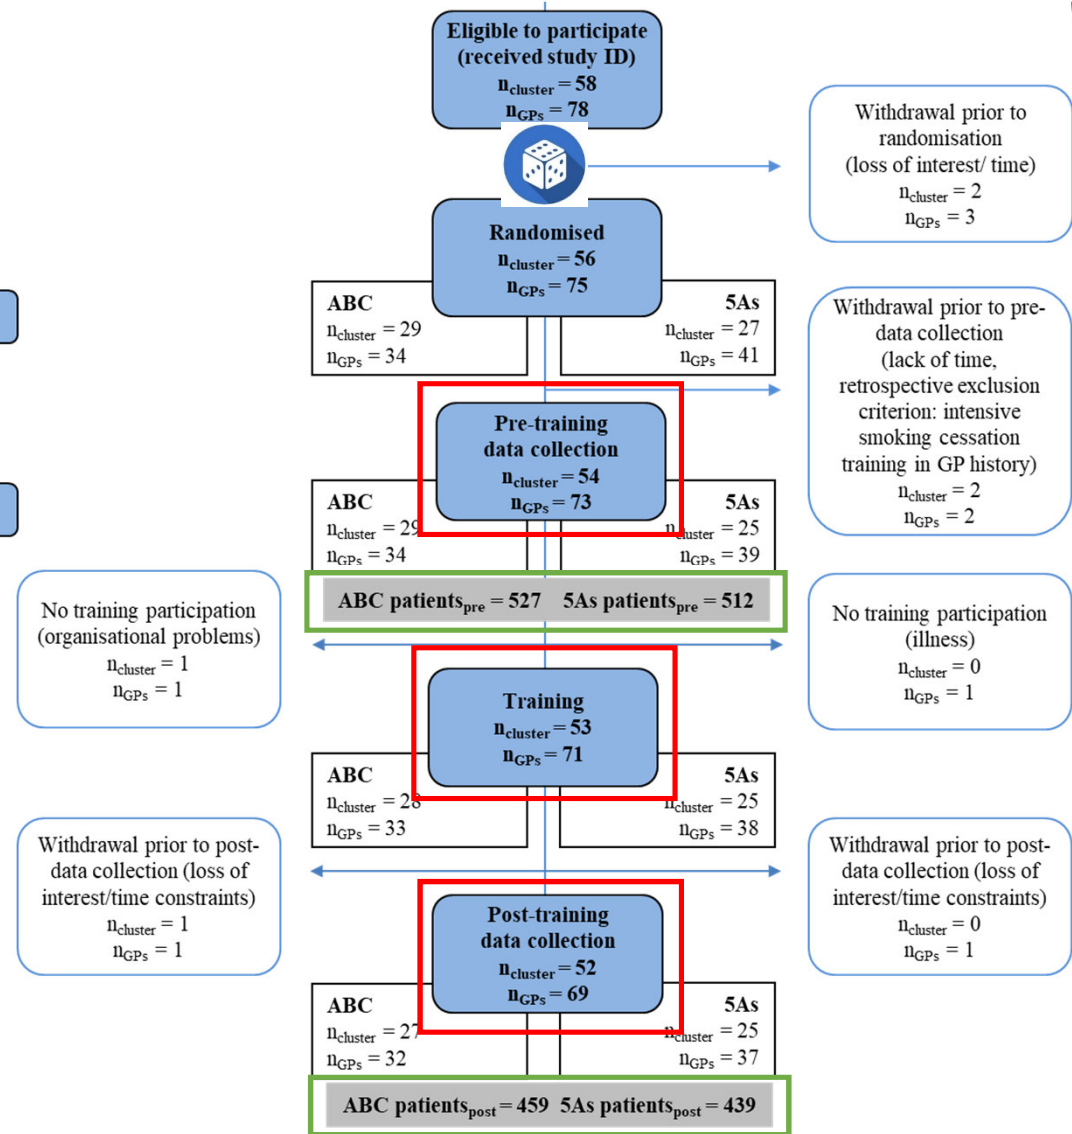 Eligible to participate
(received study ID)
ncluster = 58
nGPs = 78
Withdrawal prior to
randomisation
(loss of interest/ time)
ncluster = 2
nGPs = 3
Randomised
ncluster = 56
nGPs = 75
ABC
ncluster = 29
nGPs = 34
5As
ncluster = 27
nGPs = 41
Withdrawal prior to pre-
data collection
(lack of time,
retrospective exclusion
criterion: intensive
smoking cessation
training in GP history)
ncluster = 2
nGPs = 2
Pre-training
data collection
ncluster = 54
nGPs = 73
ABC
ncluster = 29
nGPs = 34
5As
ncluster = 25
nGPs = 39
ABC patientspre = 527 5As patientspre = 512
No training participation
(organisational problems)
ncluster = 1
nGPs = 1
No training participation
(illness)
ncluster = 0
nGPs = 1
Training
ncluster = 53
nGPs = 71
ABC
ncluster = 28
nGPs = 33
5As
ncluster = 25
nGPs = 38
Withdrawal prior to post-
data collection (loss of
interest/time constraints)
ncluster = 1
nGPs = 1
Withdrawal prior to post-
data collection (loss of
interest/time constraints)
ncluster = 0
nGPs = 1
Post-training
data collection
ncluster = 52
nGPs = 69
ABC
ncluster = 27
nGPs = 32
5As
ncluster = 25
nGPs = 37
ABC patientspost = 459 5As patientspost = 439